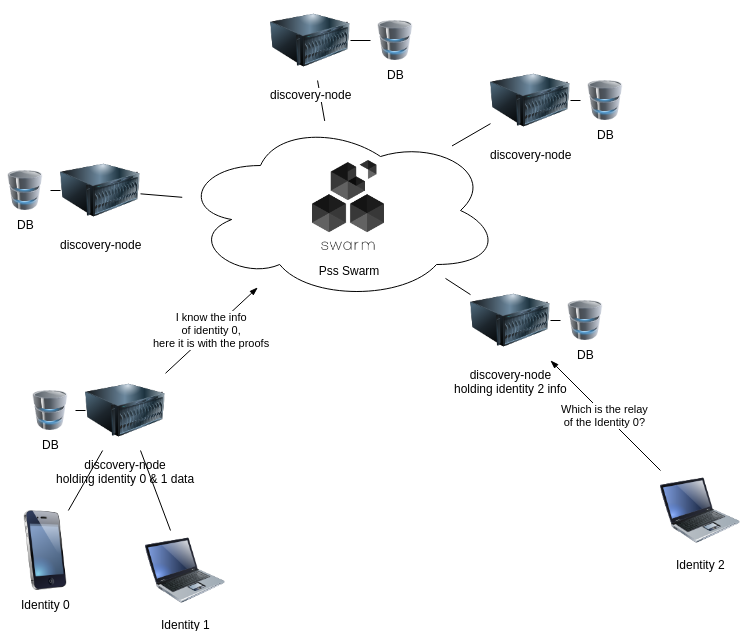 DB
discovery-node
DB
discovery-node
DB
discovery-node
swarm
Pss Swarm
I know the info
of identity 0,
here it is with the proofs
DB
discovery-node
holding identity 2 info
Which is the relay
of the Identity 0?
DB
discovery-node
holding identity 0 & 1 data
Identity 2
Identity 0
Identity 1